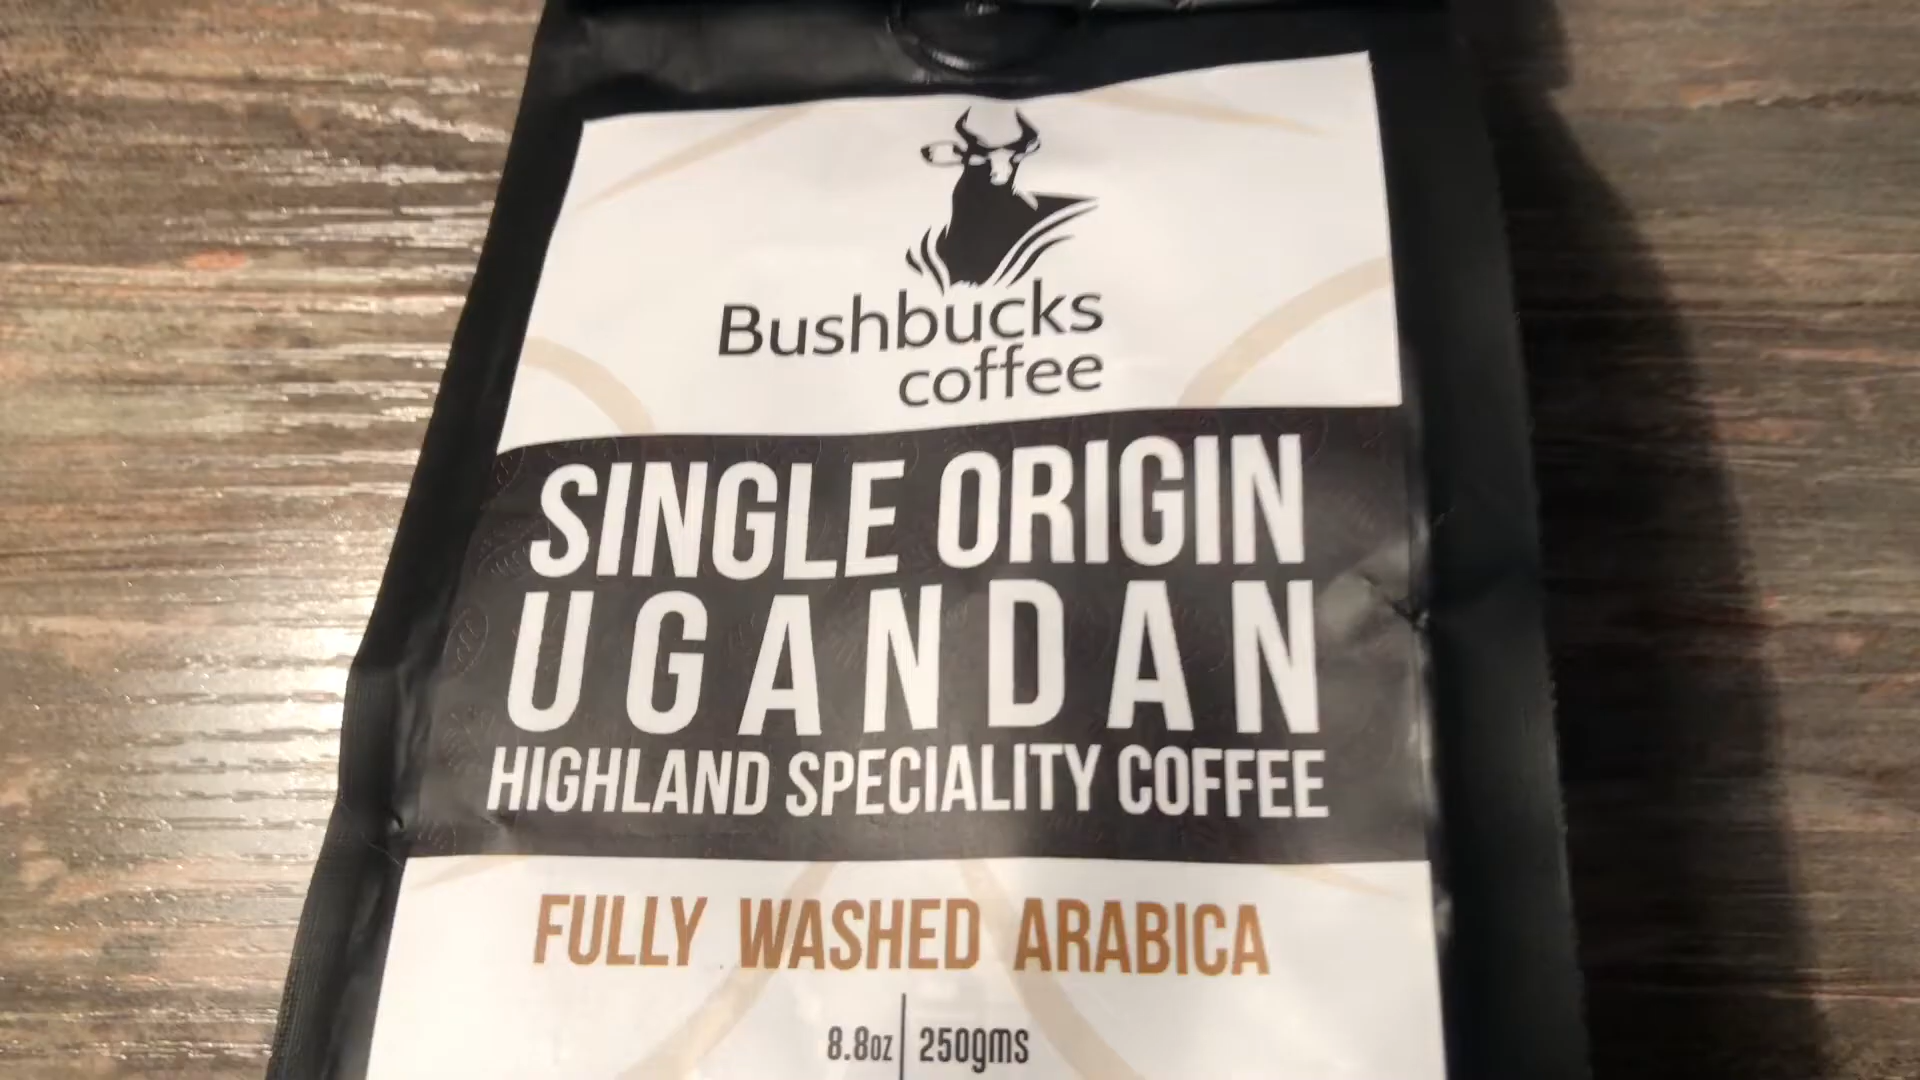 Bushbucks
coffee
SINGLE ORIGIN
UGANDAN
HIGHLAND SPECIALITY COFFEE
FULLY WASHED ARABICA
8.8oz | 250gms